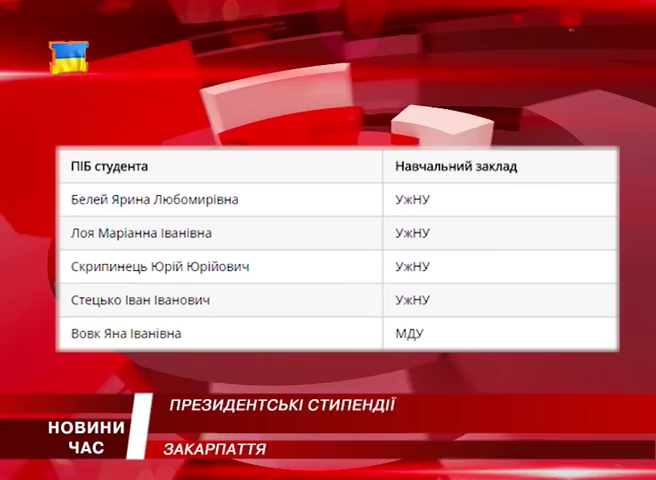 ПІБ студента Навчальний заклад
Белей Ярина Любомирівна УжНУ
Лоя Маріанна Іванівна УжНУ
Скрипинець Юрій Юрійович УжНУ
Стецько Іван Іванович УжНУ
Вовк Яна Іванівна МДУ
ПРЕЗИДЕНТСЬКІ СТИПЕНДІЇ
НОВИНИ
ЧАС
ЗАКАРПАТТЯ